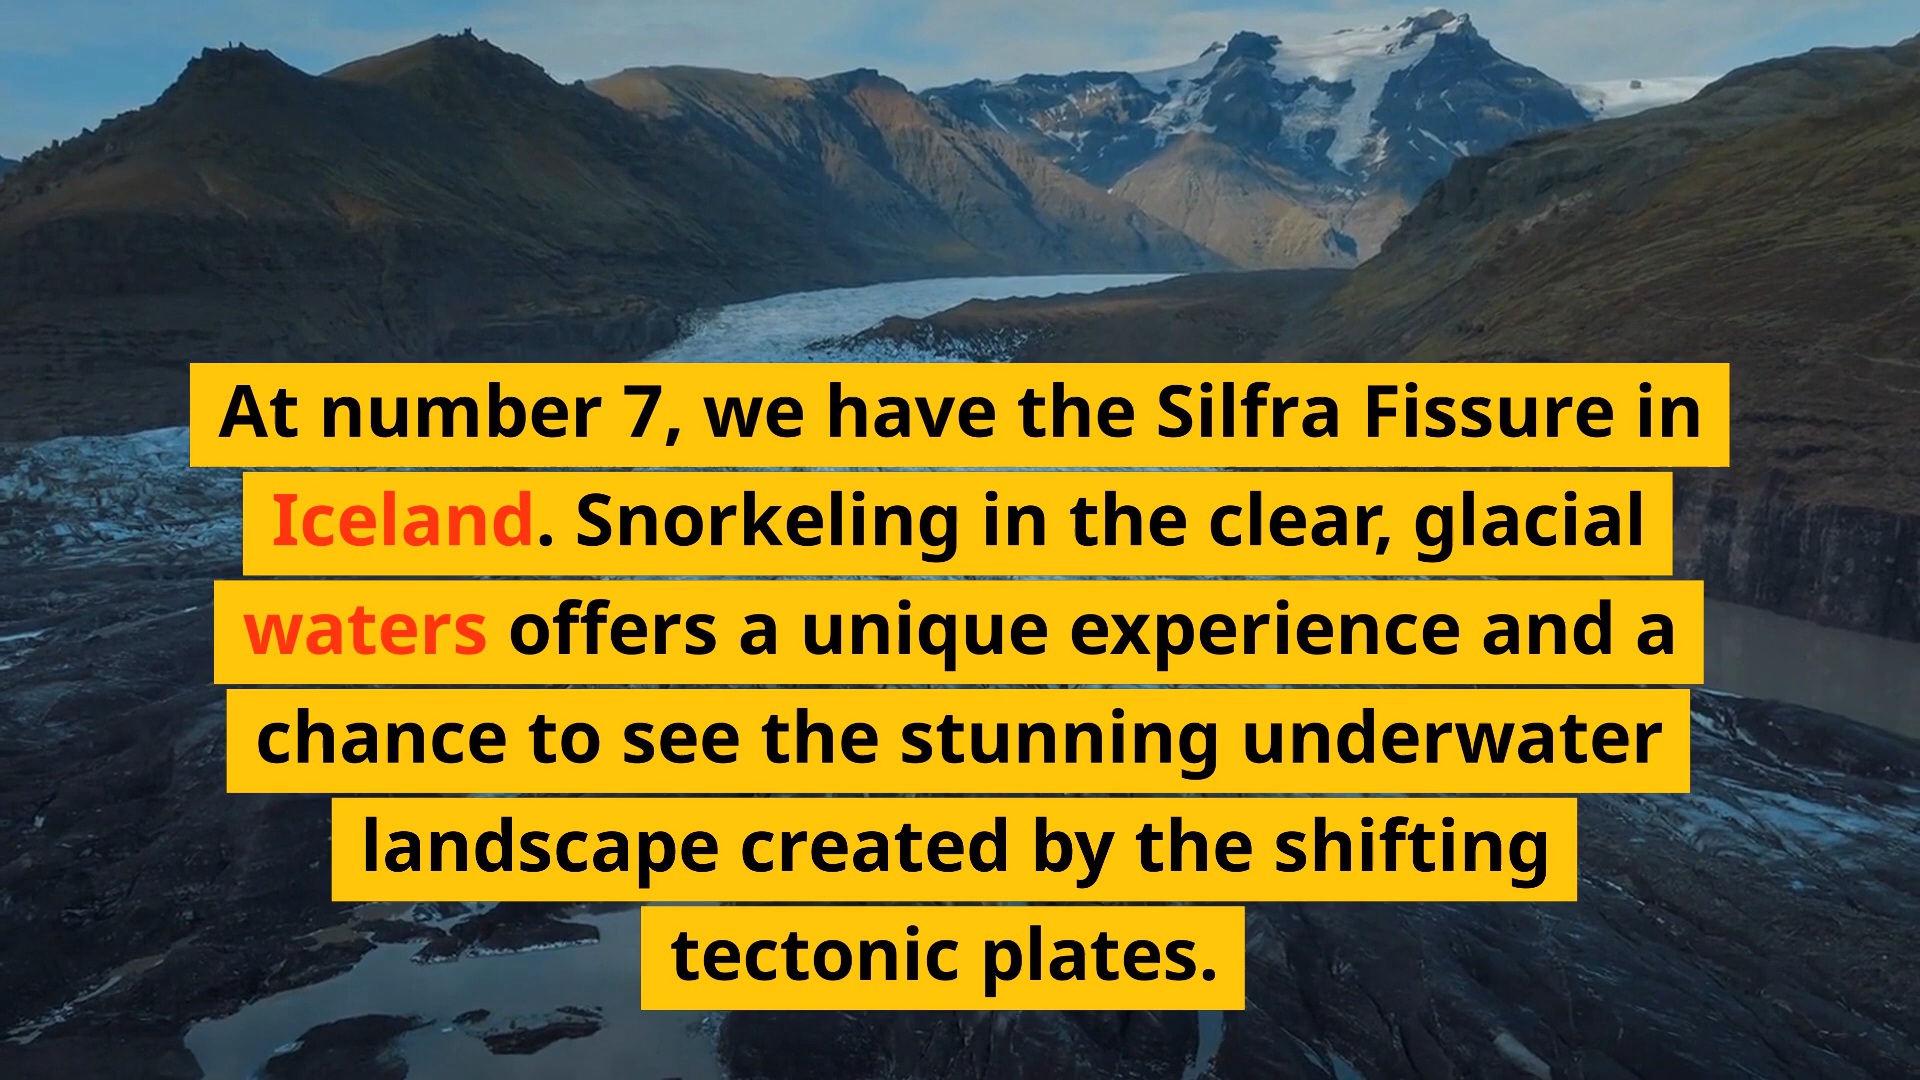 At number 7, we have the Silfra Fissure in
Iceland. Snorkeling in the clear, glacial
waters offers a unique experience and a
chance to see the stunning underwater
landscape created by the shifting
tectonic plates.